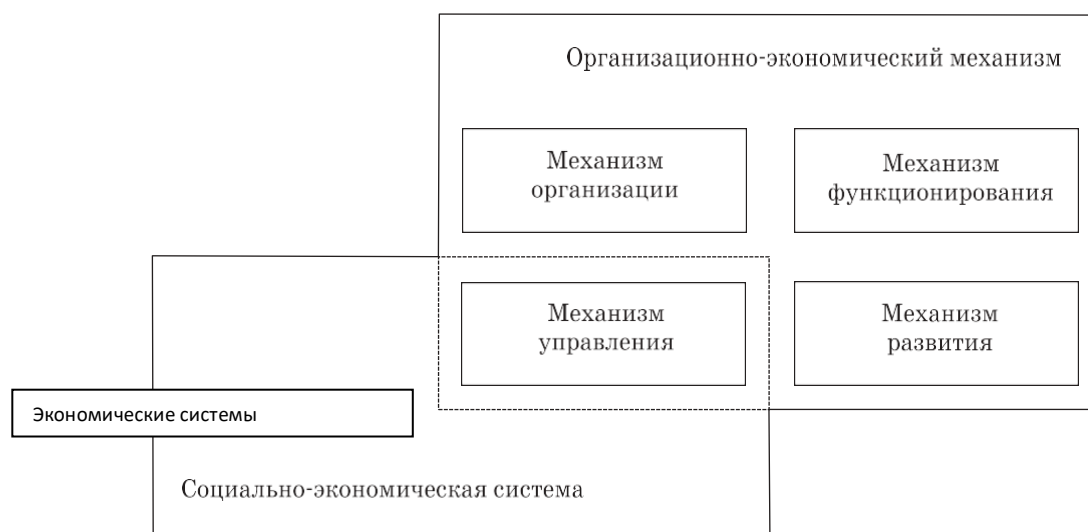 Организационно-экономический механизм
Механизм
организации
Механизм
функционирования
Механизм
управления
Механизм
развития
Экономические системы
Социально-экономическая система